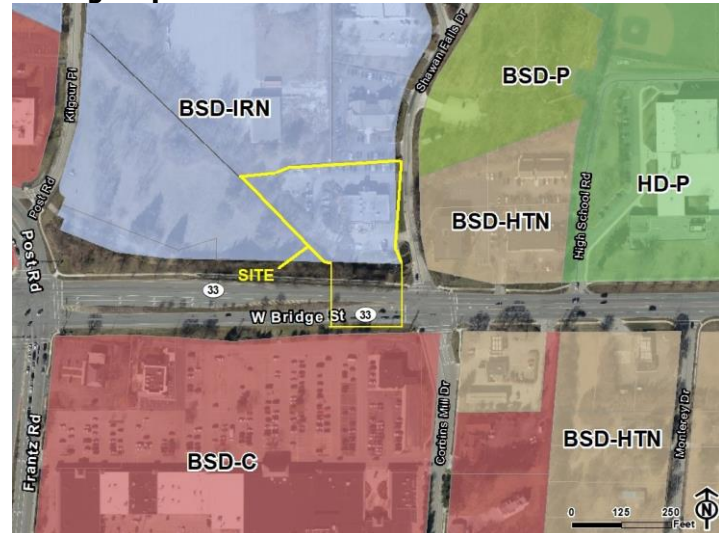 Kilgour Pl
BSD-IRN
Shawan Falls Dr
BSD-P
HD-P
Post Rd
Post Rd
BSD-HTN
High School Rd
SITE
33
W Bridge St 33
Frantz Rd
BSD-C
Corbins Mill Dr
BSD-HTN
Monterey Dr
0 125 250
Feet
N